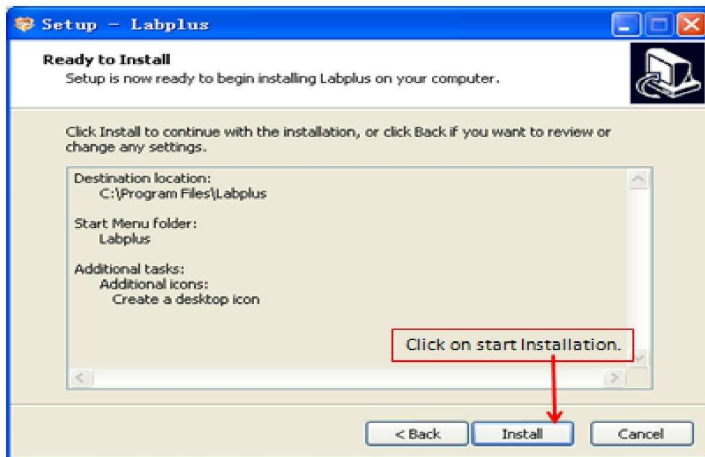 Setup - Labplus
Ready to Install
Setup is now ready to begin installing Labplus on your computer.
Click Install to continue with the installation, or click Back if you want to review or
change any settings.
Destination location:
C:\Program Files\Labplus
Start Menu folder:
Labplus
Additional tasks:
Additional icons:
Create a desktop icon
Click on start Installation.
< Back
Install
Cancel